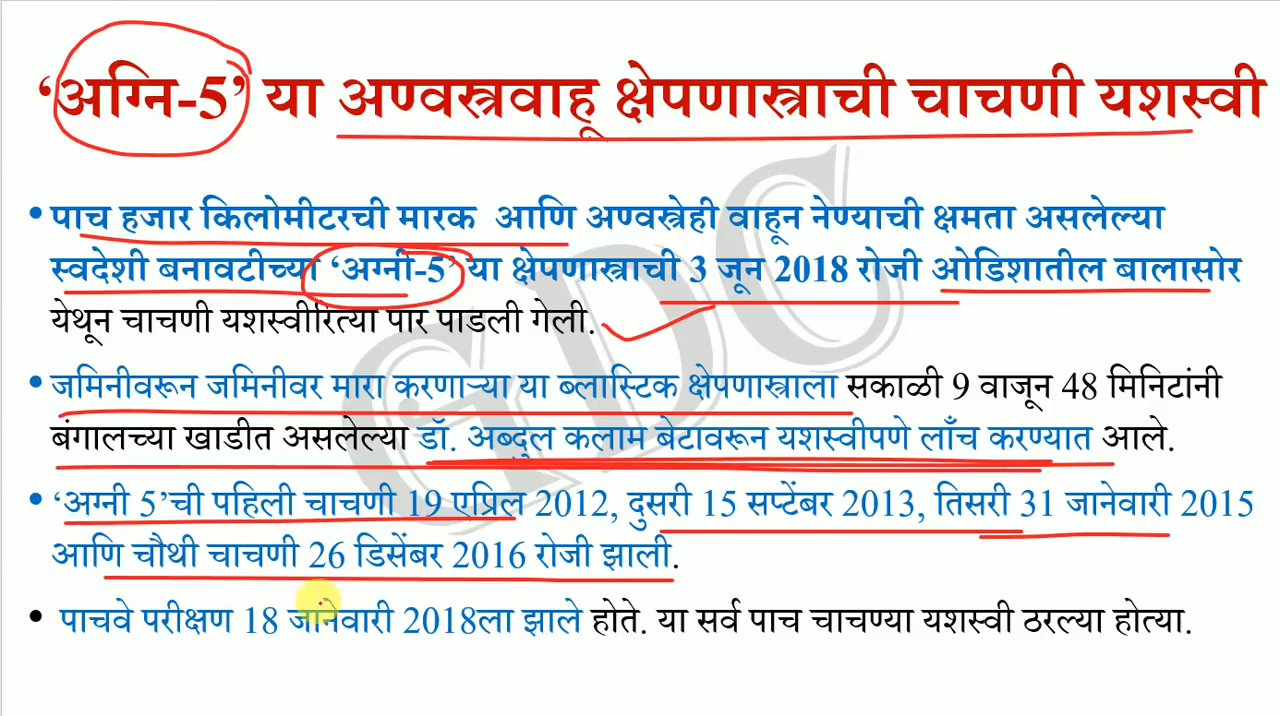 ‘अग्नि-5’ या अण्वस्त्रवाहू क्षेपणास्त्राची चाचणी यशस्वी
• पाच हजार किलोमीटरची मारक आणि अण्वस्त्रेही वाहून नेण्याची क्षमता असलेल्या
स्वदेशी बनावटीच्या ‘अग्नी-5’ या क्षेपणास्त्राची 3 जून 2018 रोजी ओडिशातील बालासोर
येथून चाचणी यशस्वीरित्या पार पाडली गेली.
• जमिनीवरून जमिनीवर मारा करणाऱ्या या ब्लास्टिक क्षेपणास्त्राला सकाळी 9 वाजून 48 मिनिटांनी
बंगालच्या खाडीत असलेल्या डॉ. अब्दुल कलाम बेटावरून यशस्वीपणे लाँच करण्यात आले.
• ‘अग्नी 5’ची पहिली चाचणी 19 एप्रिल 2012, दुसरी 15 सप्टेंबर 2013, तिसरी 31 जानेवारी 2015
आणि चौथी चाचणी 26 डिसेंबर 2016 रोजी झाली.
• पाचवे परीक्षण 18 जानेवारी 2018ला झाले होते. या सर्व पाच चाचण्या यशस्वी ठरल्या होत्या.
GDC